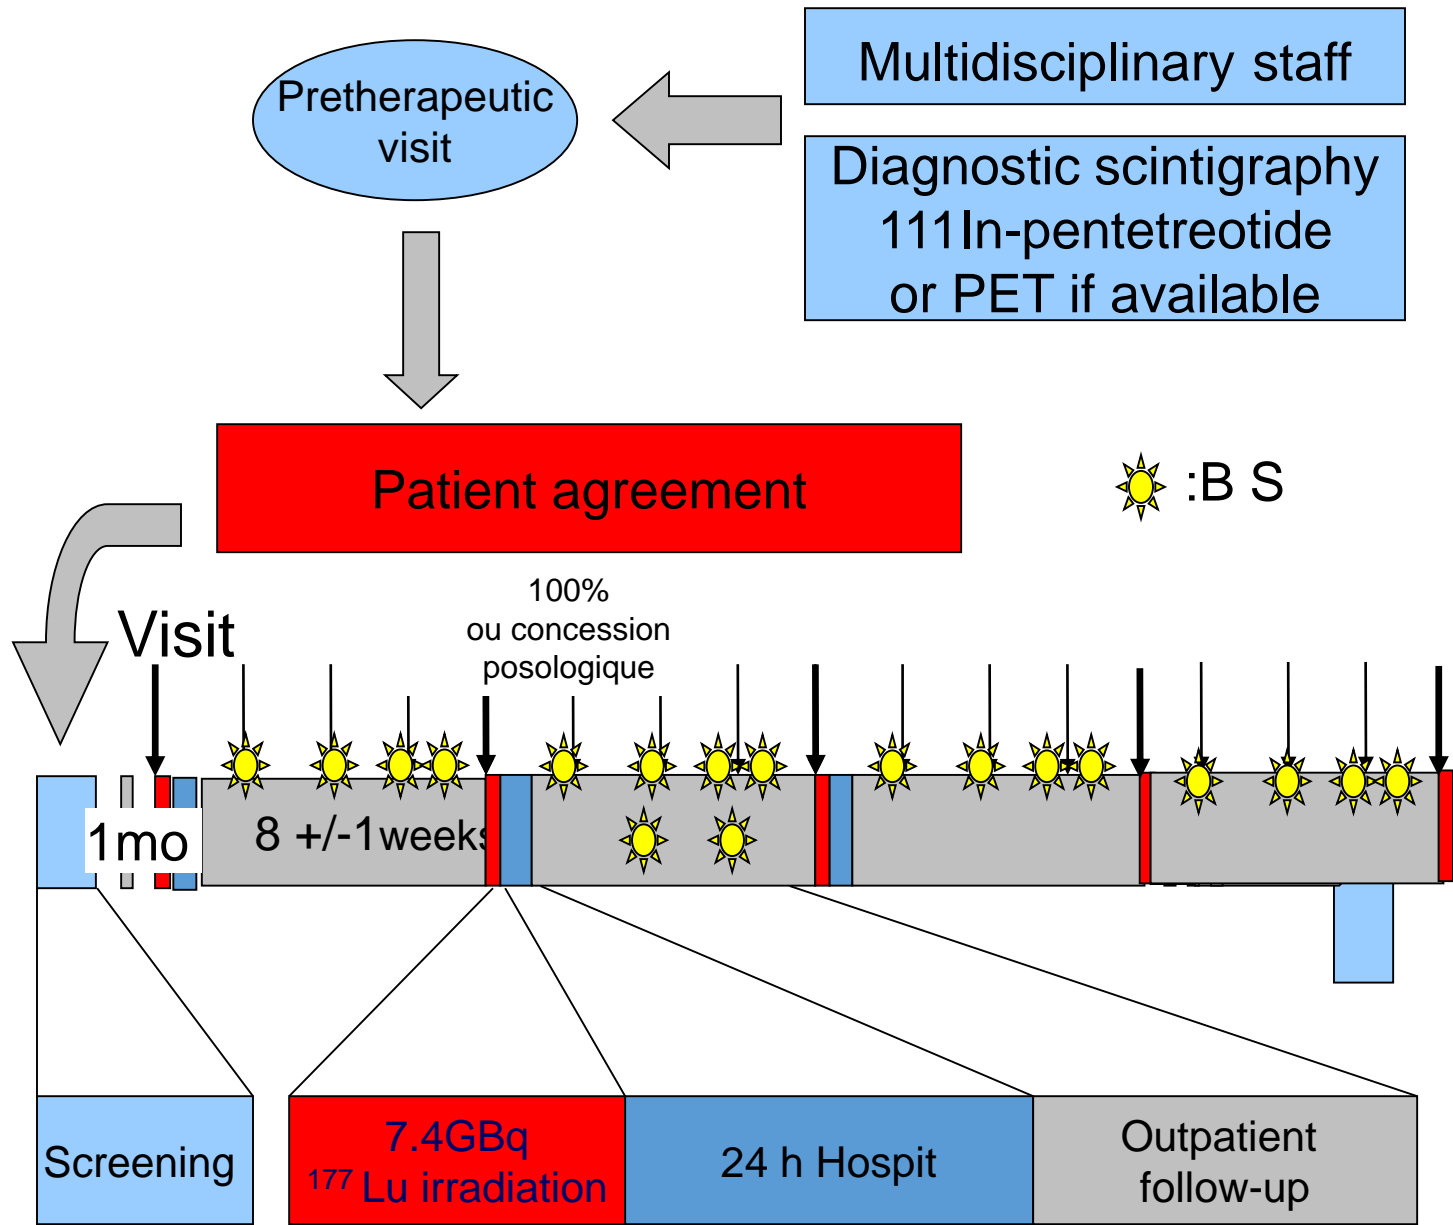 Multidisciplinary staff
Pretherapeutic
visit
Diagnostic scintigraphy
111In-pentetreotide
or PET if available
Patient agreement
:B S
100%
ou concession
posologique
Visit
1mo
8 +/-1weeks
Screening
7.4GBq
177 Lu irradiation
24 h Hospit
Outpatient
follow-up